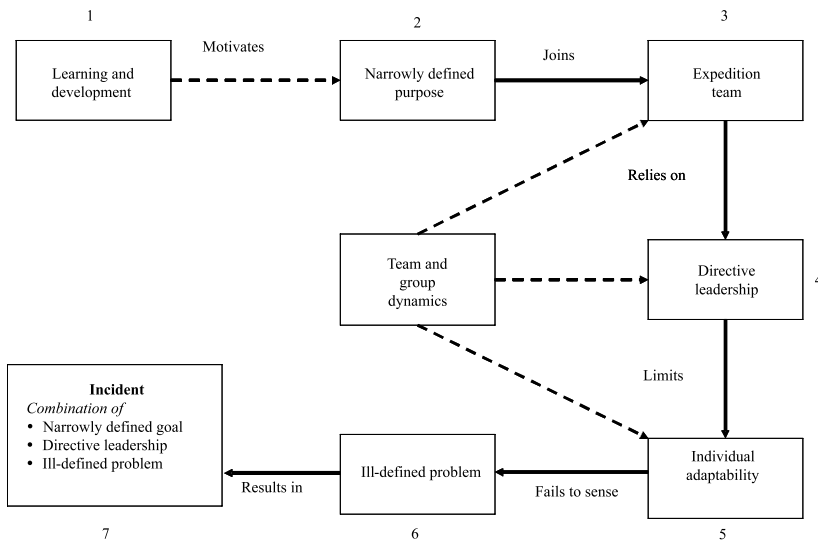 1
2
3
Learning and
development
Motivates
Narrowly defined
purpose
Joins
Expedition
team
Relies on
Team and
group
dynamics
Directive
leadership
4
Limits
Incident
Combination of
• Narrowly defined goal
• Directive leadership
• Ill-defined problem
Results in
Ill-defined problem
Fails to sense
Individual
adaptability
7
6
5